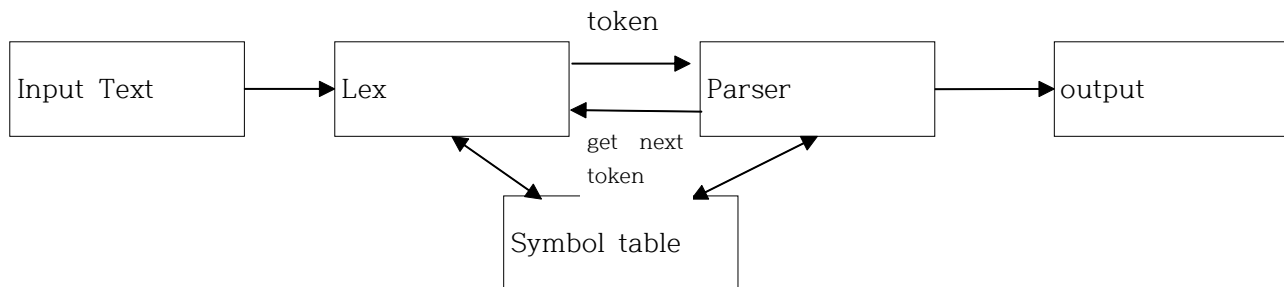 token
Input Text
Lex
Parser
output
get next
token
Symbol table